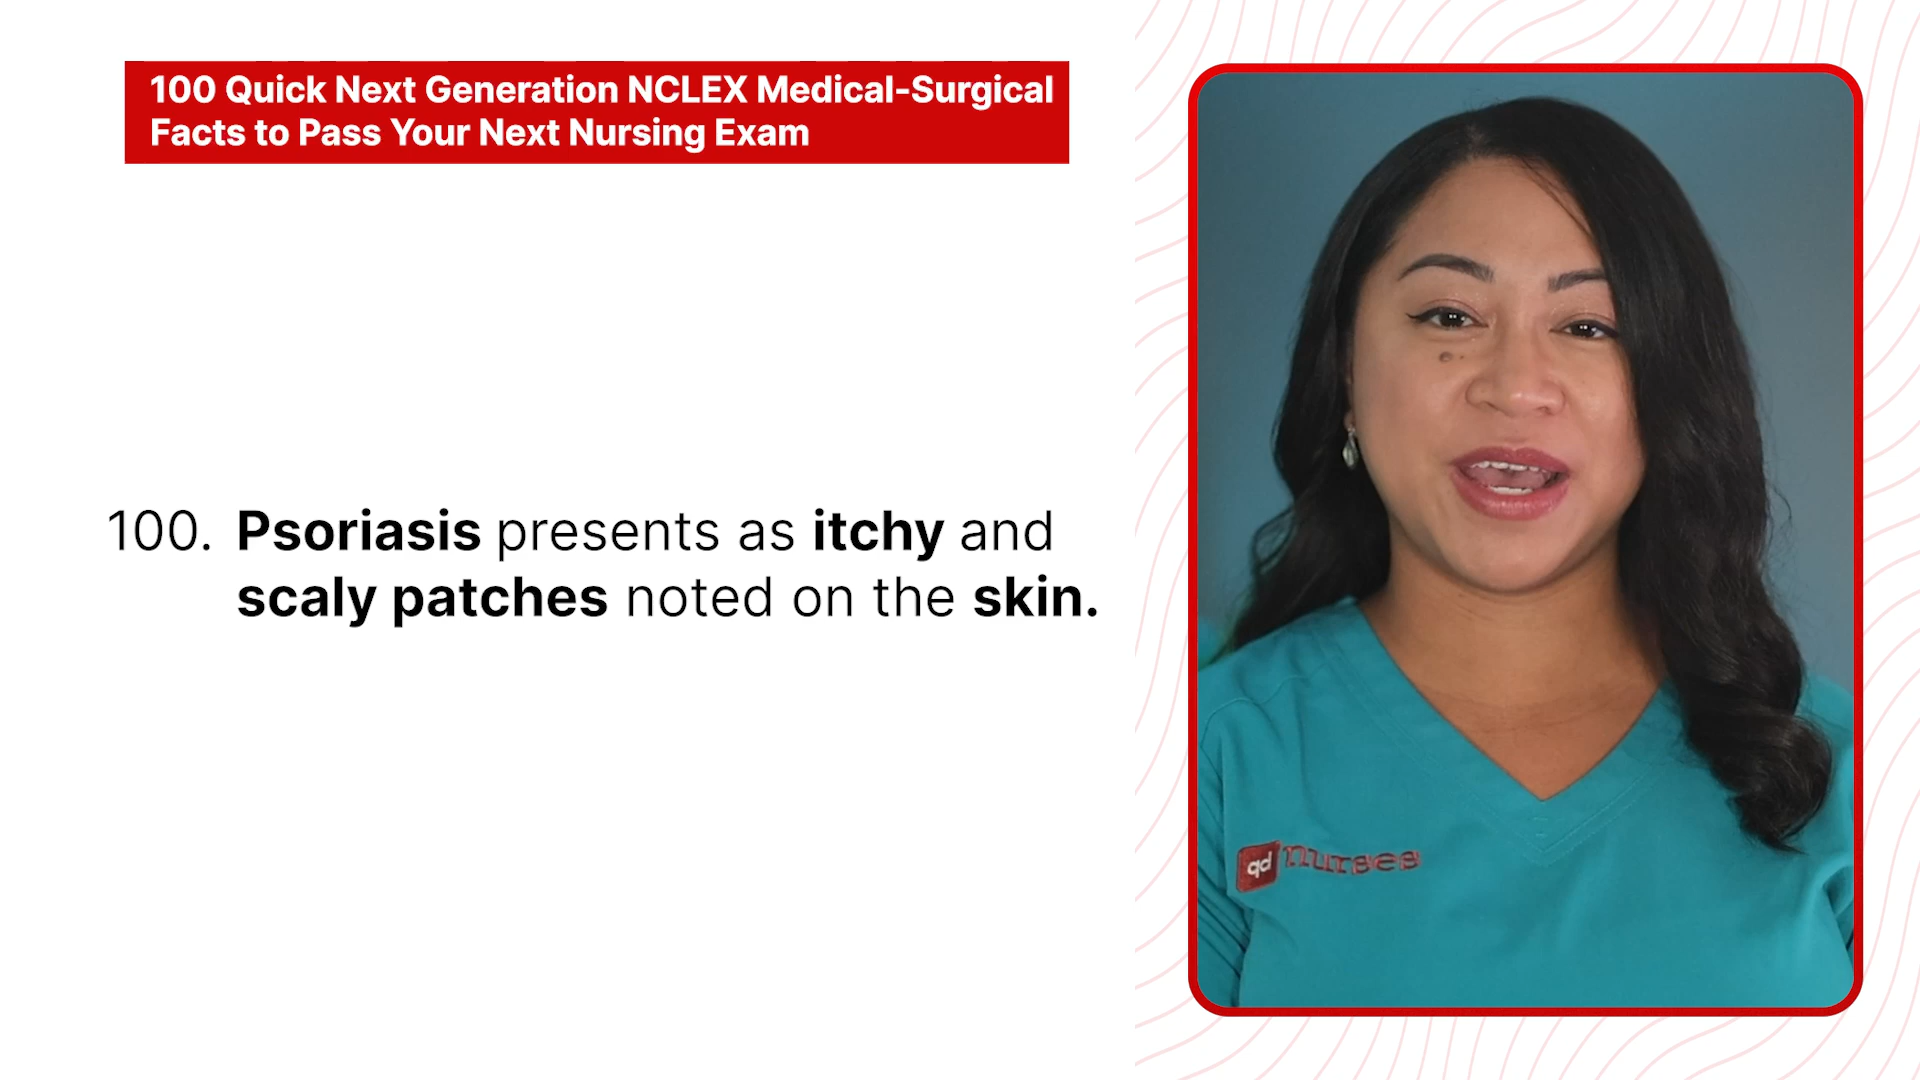 100 Quick Next Generation NCLEX Medical-Surgical
Facts to Pass Your Next Nursing Exam
100. Psoriasis presents as itchy and
scaly patches noted on the skin.
qd nurses